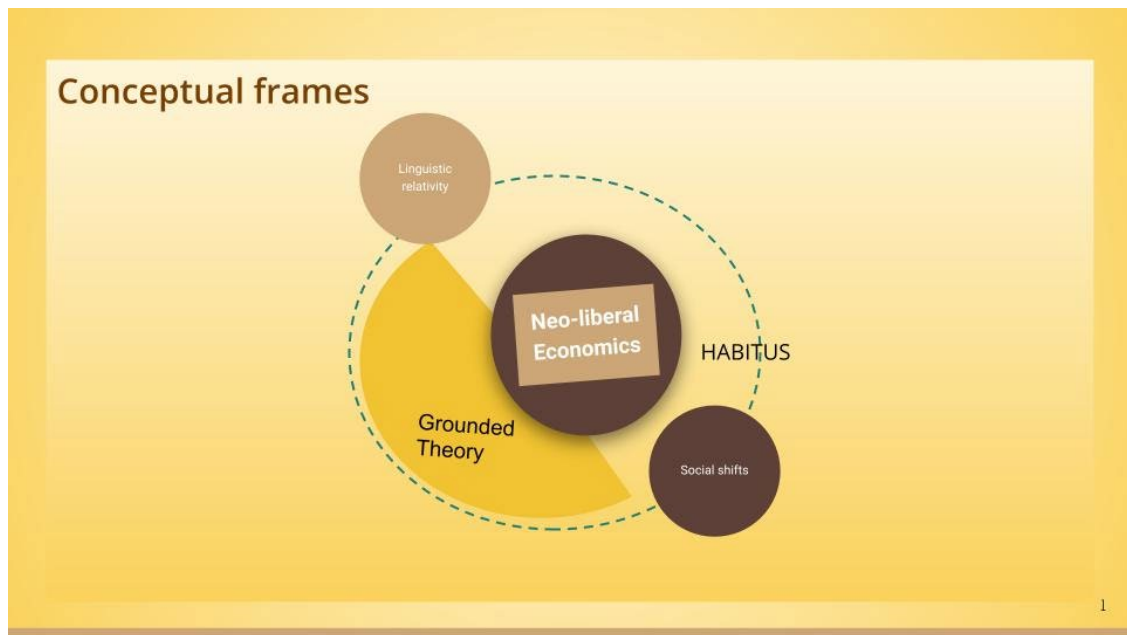 Conceptual frames
Linguistic
relativity
Neo-liberal
Economics
HABITUS
Grounded
Theory
Social shifts
1